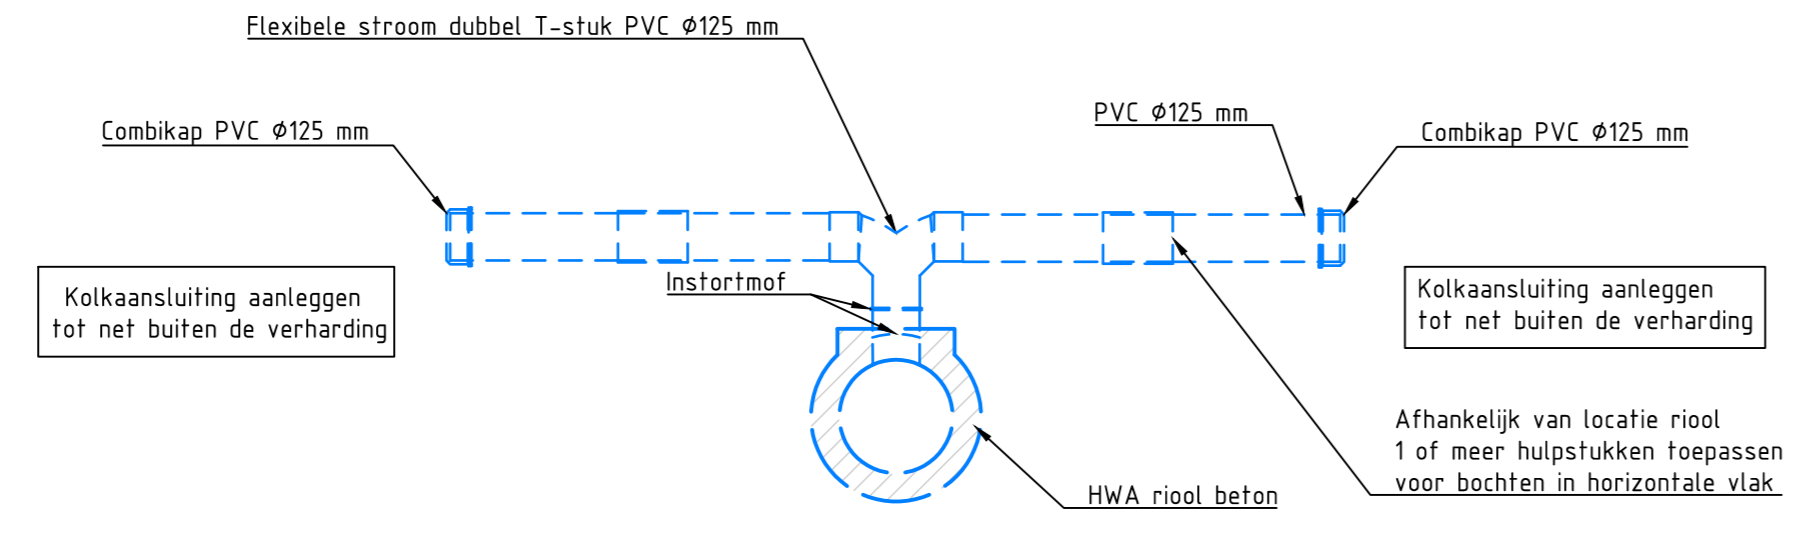 Flexibele stroom dubbel T-stuk PVC Ø125 mm
Combikap PVC Ø125 mm
PVC Ø125 mm
Combikap PVC Ø125 mm
Kolkaansluiting aanleggen
tot net buiten de verharding
Instortmof
Kolkaansluiting aanleggen
tot net buiten de verharding
Afhankelijk van locatie riool
1 of meer hulpstukken toepassen
voor bochten in horizontale vlak
HWA riool beton